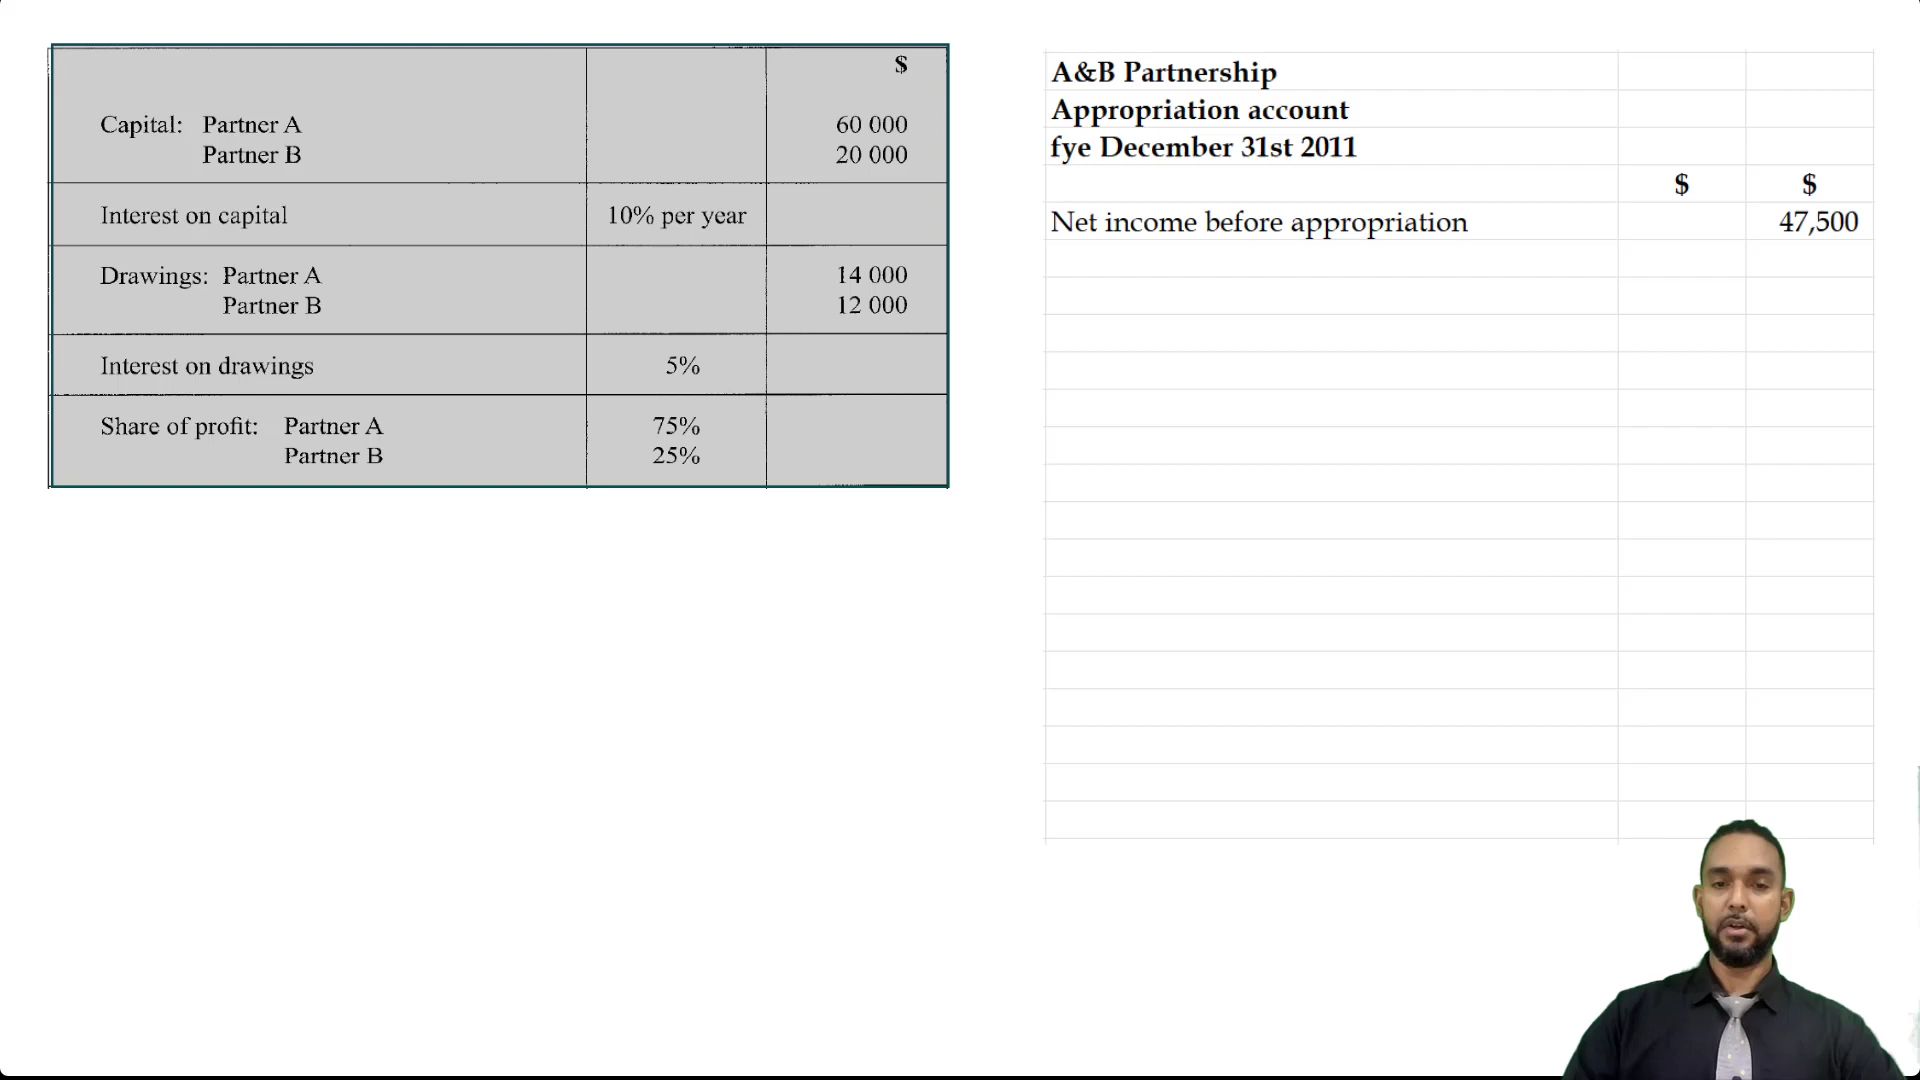 $
Capital: Partner A 60 000
Partner B 20 000
Interest on capital 10% per year
Drawings: Partner A 14 000
Partner B 12 000
Interest on drawings 5%
Share of profit: Partner A 75%
Partner B 25%
A&B Partnership
Appropriation account
fye December 31st 2011
$ $
Net income before appropriation 47,500